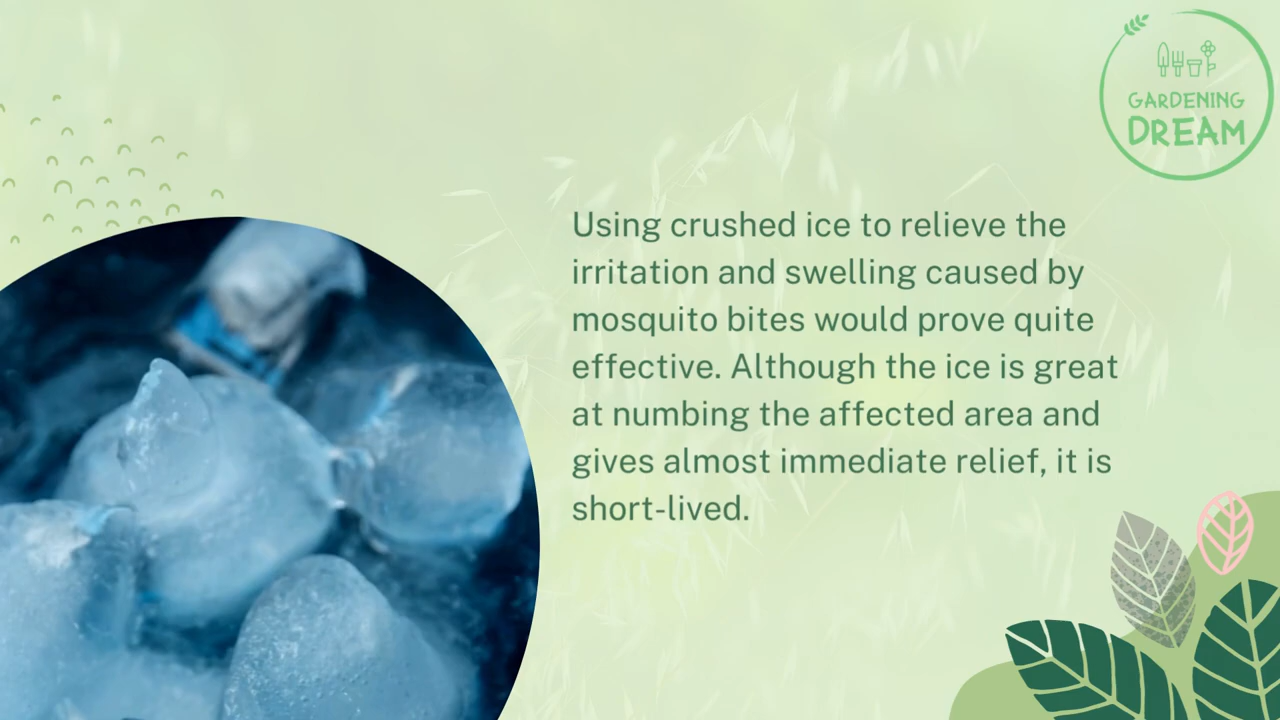 GARDENING
DREAM
Using crushed ice to relieve the
irritation and swelling caused by
mosquito bites would prove quite
effective. Although the ice is great
at numbing the affected area and
gives almost immediate relief, it is
short-lived.